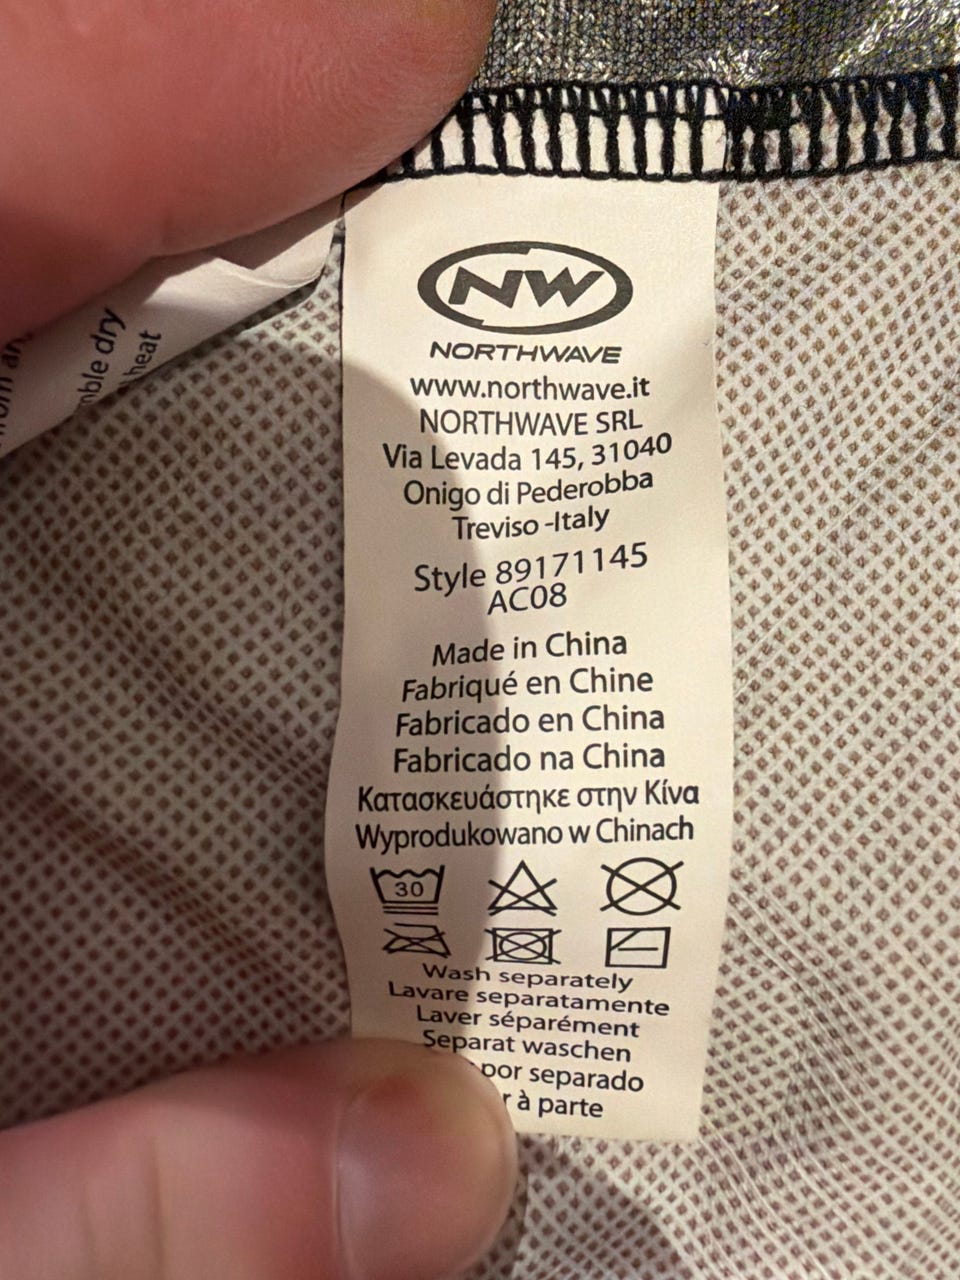 NW
NORTHWAVE
www.northwave.it
NORTHWAVE SRL
Via Levada 145, 31040
Onigo di Pederobba
Treviso -Italy
Style 89171145
AC08
Made in China
Fabriqué en Chine
Fabricado en China
Fabricado na China
Κατασκευάστηκε στην Κίνα
Wyprodukowano w Chinach
30
Wash separately
Lavare separatamente
Laver séparément
Separat waschen
por separado
à parte
dry
heat